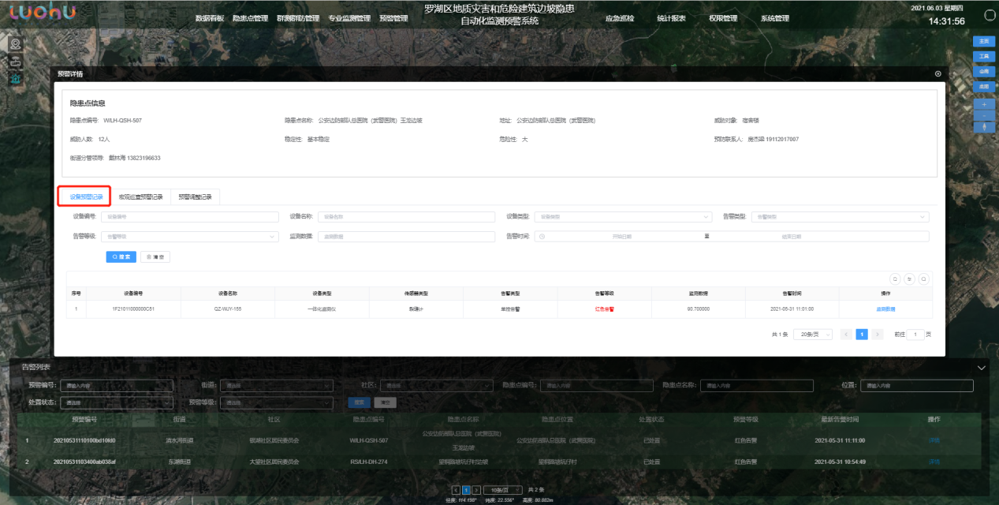 LUOHU
数据看板 隐患点管理 群测群防管理 专业监测管理 预警管理 罗湖区地质灾害和危险建筑边坡隐患 应急巡检 统计报表 权限管理 系统管理 2021.06.03 星期四
自动化监测预警系统 14:31:56
主页
工具
底图
预警详情
隐患点信息
隐患点编号: W/LH-QSH-507 隐患点名称: 公安边防部队总医院（武警医院）玉龙边坡 地址: 公安边防部队总医院（武警医院） 威胁对象: 宿舍楼
威胁人数: 12人 稳定性: 基本稳定 危险性: 大 预防联系人: 房杰梁 19112017007
街道分管领导: 戴林海 13823196633
设备预警记录 宏观巡查预警记录 预警调整记录
设备编号: 设备编号 设备名称: 设备名称 设备类型: 设备类型 告警类型: 告警类型
告警等级: 告警等级 监测数据: 监测数据 告警时间: 开始日期 至 结束日期
搜索 清空
序号 设备编号 设备名称 设备类型 传感器类型 告警类型 告警等级 监测数据 告警时间 操作
1 1F21011000000C51 QZ-WJY-155 一体化监测仪 裂缝计 单控告警 红色告警 90.700000 2021-05-31 11:01:00 监测数据
共 1 条 20条/页 < 1 > 前往 1 页
告警列表
预警编号: 请输入内容 街道: 请选择 社区: 请选择 隐患点编号: 请输入内容 隐患点名称: 请输入内容 位置: 请输入内容
处置状态: 请选择 预警等级: 请选择 搜索 清空
预警编号 街道 社区 隐患点编号 隐患点名称 隐患点位置 处置状态 预警等级 最新告警时间 操作
1 20210531110100bd10fd0 清水河街道 银湖社区居民委员会 W/LH-QSH-507 公安边防部队总医院（武警医院）玉龙边坡 公安边防部队总医院（武警医院） 已处置 红色告警 2021-05-31 11:11:00 详情
2 20210531103400ab038af 东湖街道 大望社区居民委员会 RS/LH-DH-274 已处置 红色告警 2021-05-31 10:54:49 详情
< 1 > 10条/页 共 2 条
经度: 114.198° 纬度: 22.556° 高度: 80.882m